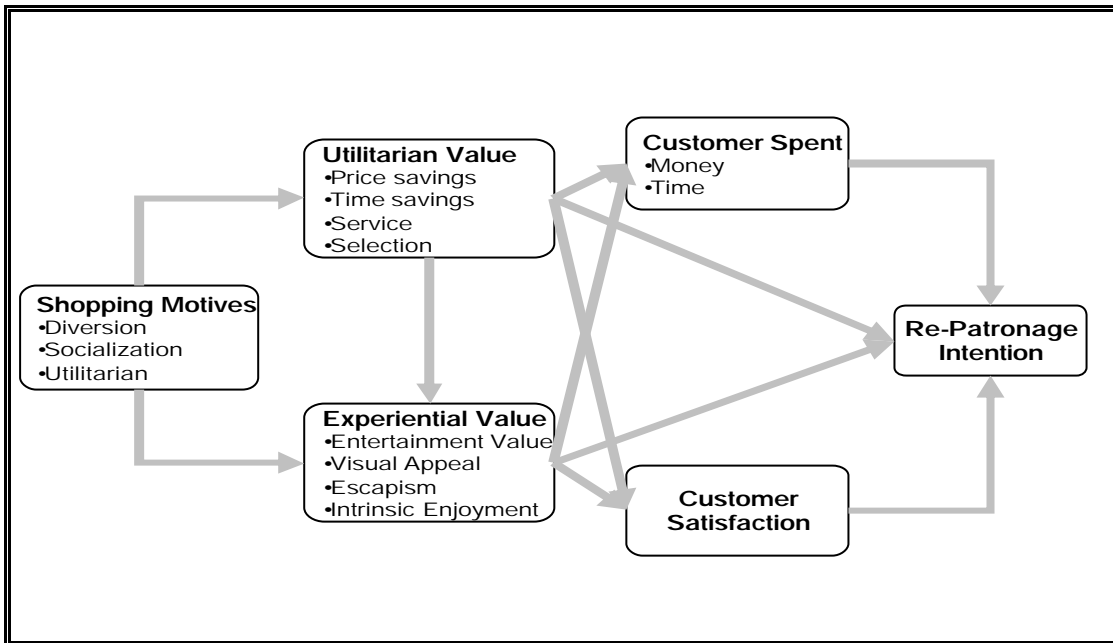 Shopping Motives
•Diversion
•Socialization
•Utilitarian
Utilitarian Value
•Price savings
•Time savings
•Service
•Selection
Experiential Value
•Entertainment Value
•Visual Appeal
•Escapism
•Intrinsic Enjoyment
Customer Spent
•Money
•Time
Customer
Satisfaction
Re-Patronage
Intention